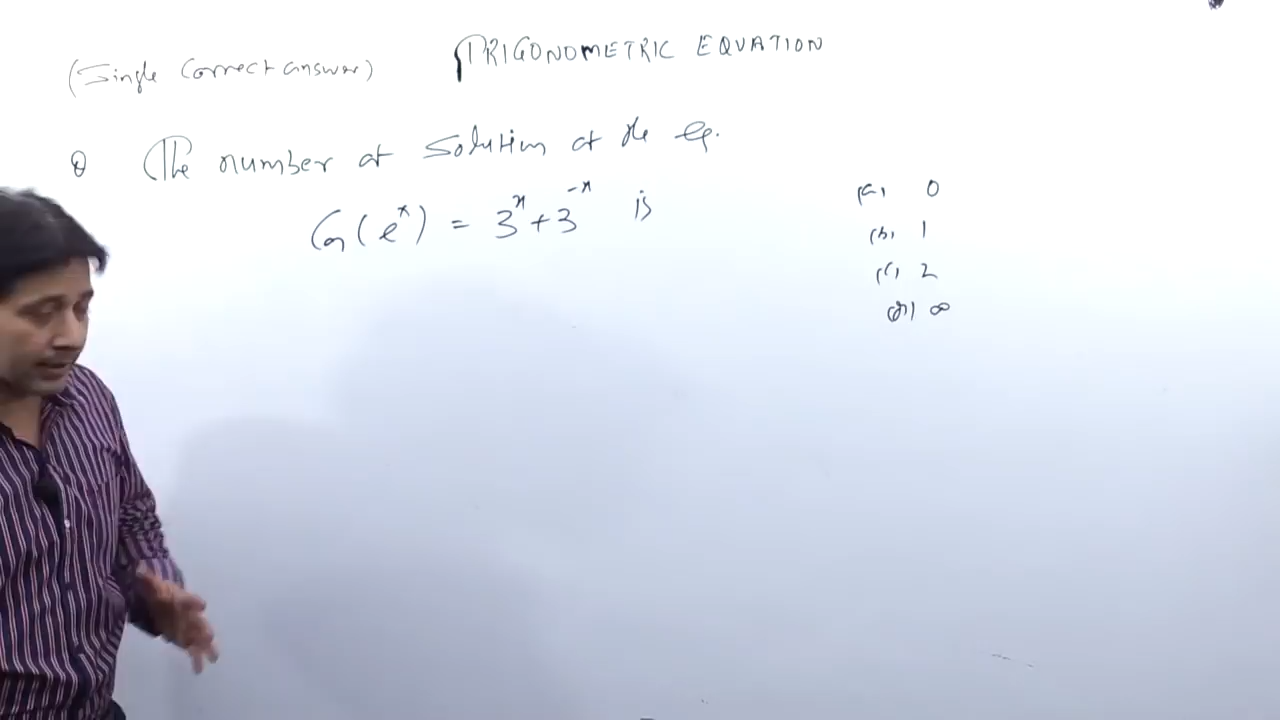 (Single Correct answer) TRIGONOMETRIC EQUATION
Q The number of solution of the eq.
Cos(e^x) = 3^x + 3^-x is
(a) 0
(b) 1
(c) 2
(d) ∞